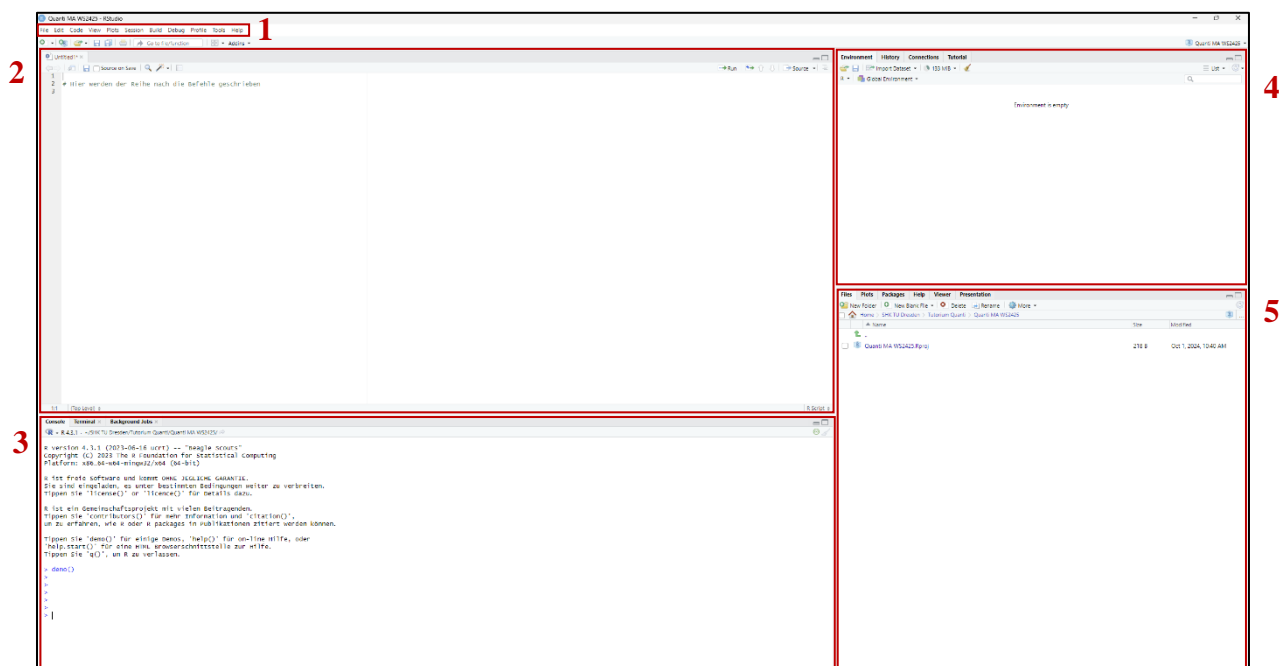 Quanti MA WS2425 - RStudio
File Edit Code View Plots Session Build Debug Profile Tools Help
1
Go to file/function Addins
Quanti MA WS2425
2
Untitled1*
Source on Save Run Source
1
2 # Hier werden der Reihe nach die Befehle geschrieben
3
1:1 (Top Level) R Script
3
Console Terminal Background Jobs
R 4.3.1 · ~/SHK TU Dresden/Tutorium Quanti/Quanti MA WS2425/
R version 4.3.1 (2023-06-16 ucrt) -- "Beagle Scouts"
Copyright (C) 2023 The R Foundation for Statistical Computing
Platform: x86_64-w64-mingw32/x64 (64-bit)
R ist freie Software und kommt OHNE JEGLICHE GARANTIE.
Sie sind eingeladen, es unter bestimmten Bedingungen weiter zu verbreiten.
Tippen Sie 'license()' or 'licence()' für Details dazu.
R ist ein Gemeinschaftsprojekt mit vielen Beitragenden.
Tippen Sie 'contributors()' für mehr Information und 'citation()',
um zu erfahren, wie R oder R packages in Publikationen zitiert werden können.
Tippen Sie 'demo()' für einige Demos, 'help()' für on-line Hilfe, oder
'help.start()' für eine HTML Browserschnittstelle zur Hilfe.
Tippen Sie 'q()', um R zu verlassen.
> demo()
>
>
>
>
>
>
4
Environment History Connections Tutorial
Import Dataset 133 MiB List
R Global Environment
Environment is empty
5
Files Plots Packages Help Viewer Presentation
New Folder New Blank File Delete Rename More
Home SHK TU Dresden Tutorium Quanti Quanti MA WS2425
Name Size Modified
..
Quanti MA WS2425.Rproj 218 B Oct 1, 2024, 10:40 AM